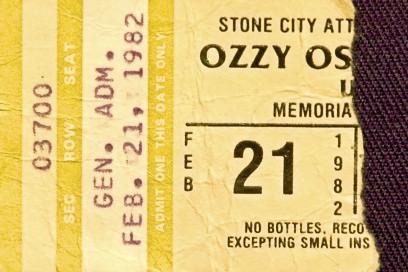 03700
SEC ROW SEAT
GEN. ADM.
FEB. 21, 1982
ADMIT ONE THIS DATE ONLY
STONE CITY ATT
OZZY OS
U
MEMORIA
FEB
21
1982
NO BOTTLES, RECO
EXCEPTING SMALL INS